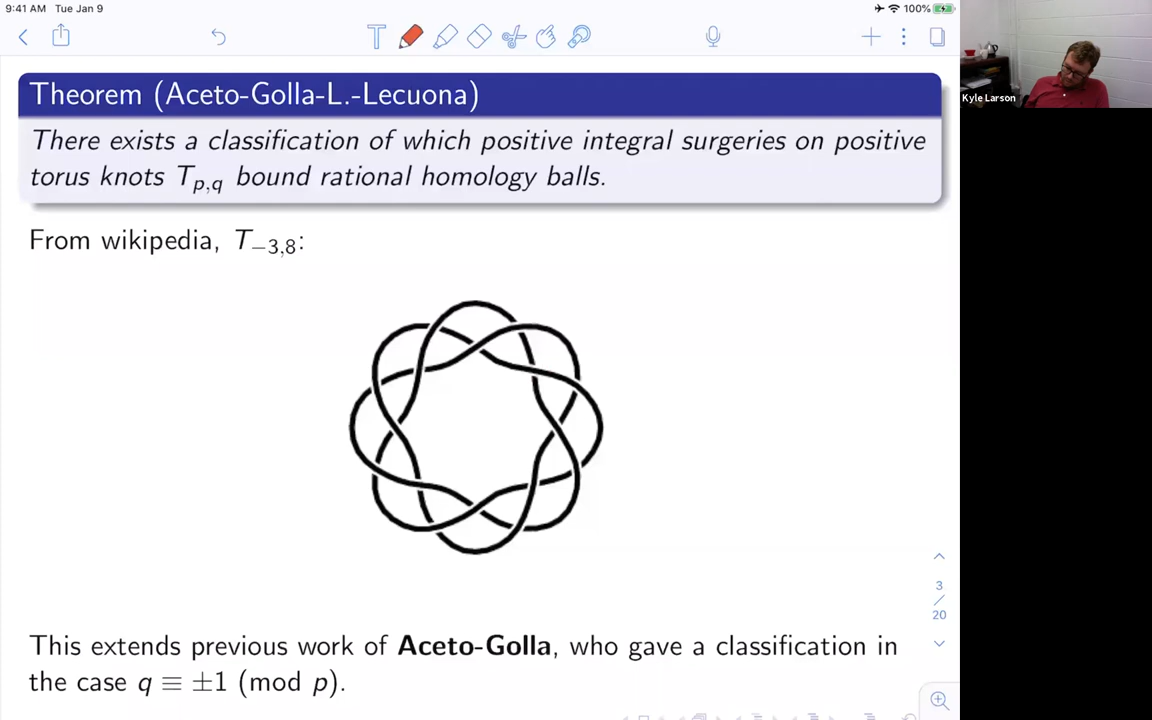 9:41 AM Tue Jan 9
100%
Theorem (Aceto-Golla-L.-Lecuona)
There exists a classification of which positive integral surgeries on positive
torus knots T_{p,q} bound rational homology balls.
From wikipedia, T_{−3,8}:
This extends previous work of Aceto-Golla, who gave a classification in
the case q ≡ ±1 (mod p).
3
/
20
Kyle Larson